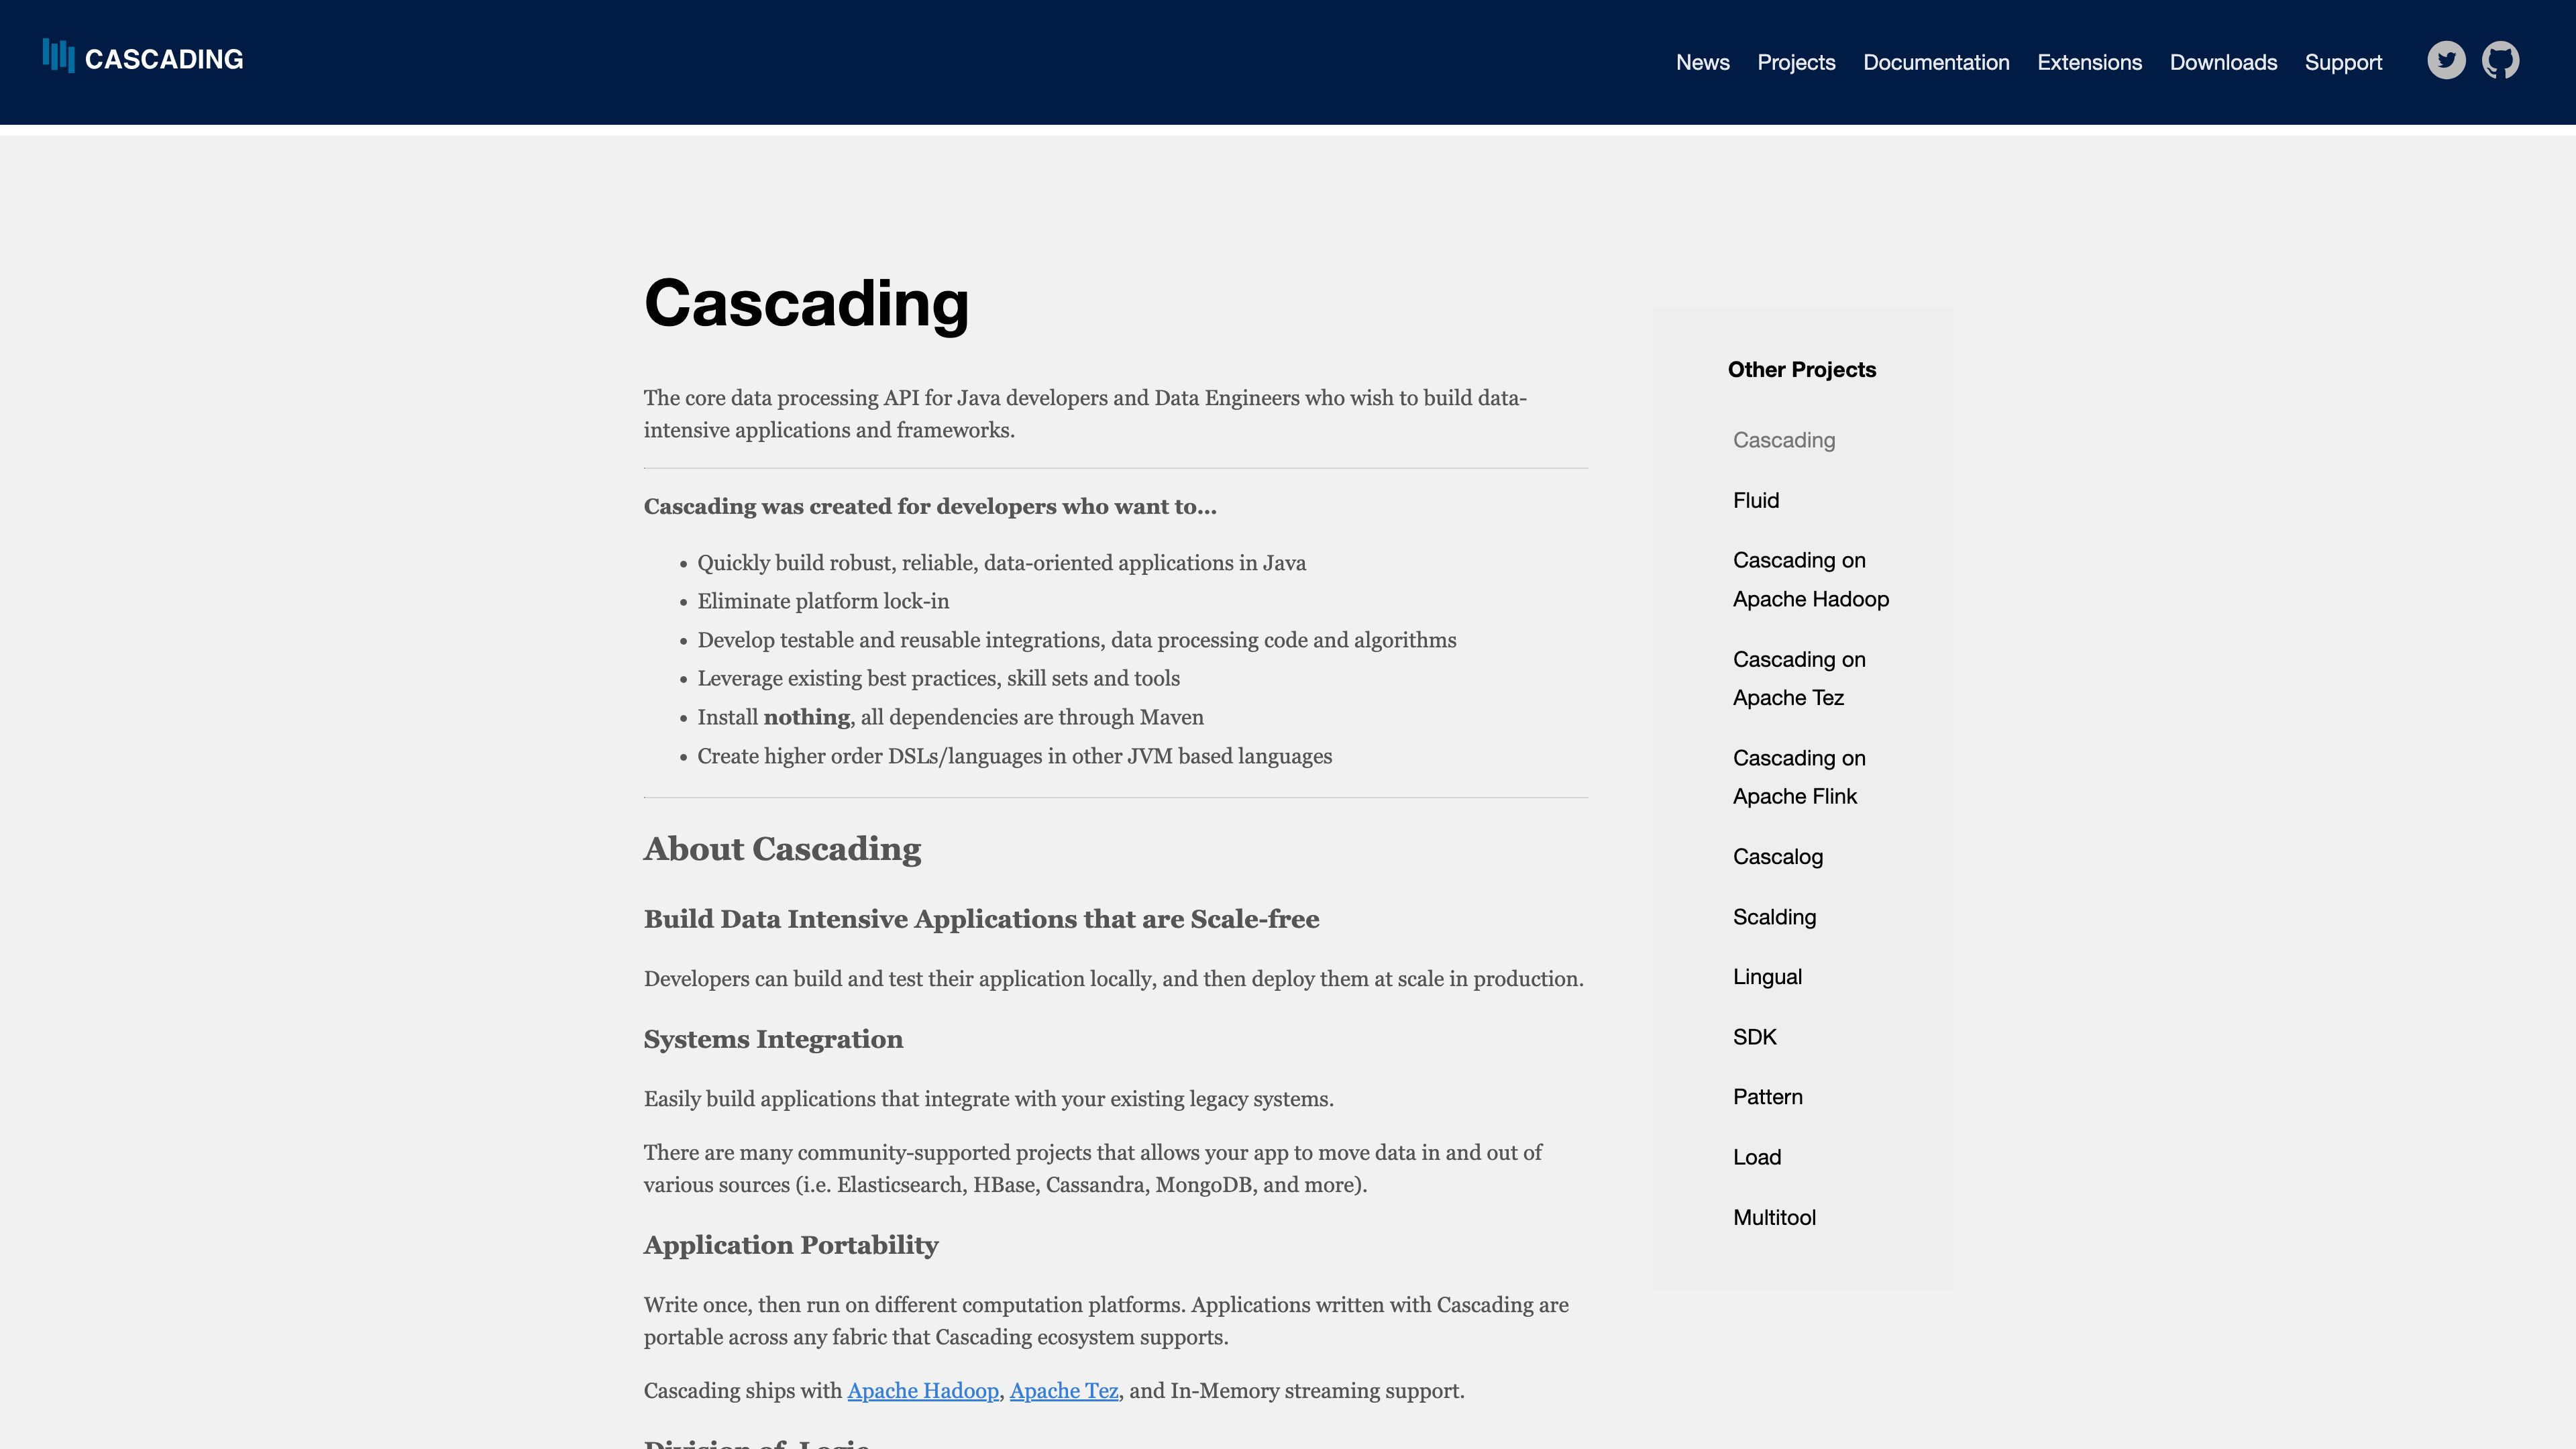 CASCADING
News Projects Documentation Extensions Downloads Support
Cascading
The core data processing API for Java developers and Data Engineers who wish to build data-
intensive applications and frameworks.
Cascading was created for developers who want to...
• Quickly build robust, reliable, data-oriented applications in Java
• Eliminate platform lock-in
• Develop testable and reusable integrations, data processing code and algorithms
• Leverage existing best practices, skill sets and tools
• Install nothing, all dependencies are through Maven
• Create higher order DSLs/languages in other JVM based languages
About Cascading
Build Data Intensive Applications that are Scale-free
Developers can build and test their application locally, and then deploy them at scale in production.
Systems Integration
Easily build applications that integrate with your existing legacy systems.
There are many community-supported projects that allows your app to move data in and out of
various sources (i.e. Elasticsearch, HBase, Cassandra, MongoDB, and more).
Application Portability
Write once, then run on different computation platforms. Applications written with Cascading are
portable across any fabric that Cascading ecosystem supports.
Cascading ships with Apache Hadoop, Apache Tez, and In-Memory streaming support.
Division of Logic
Other Projects
Cascading
Fluid
Cascading on
Apache Hadoop
Cascading on
Apache Tez
Cascading on
Apache Flink
Cascalog
Scalding
Lingual
SDK
Pattern
Load
Multitool